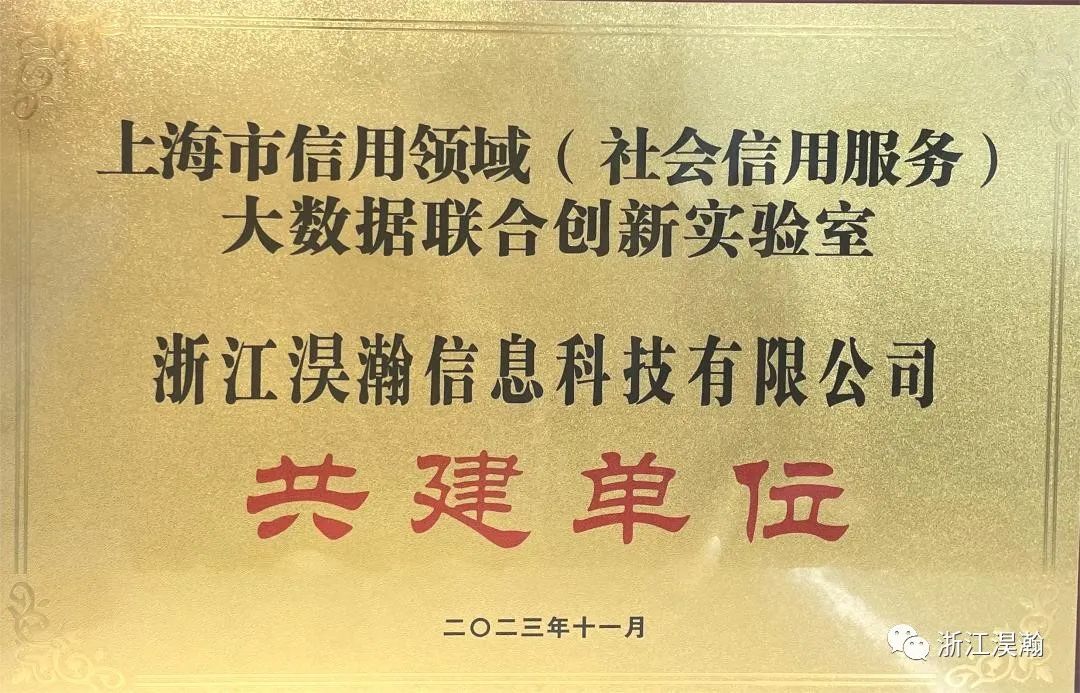 上海市信用领域（社会信用服务）
大数据联合创新实验室
浙江淏瀚信息科技有限公司
共建单位
二〇二三年十一月
浙江淏瀚